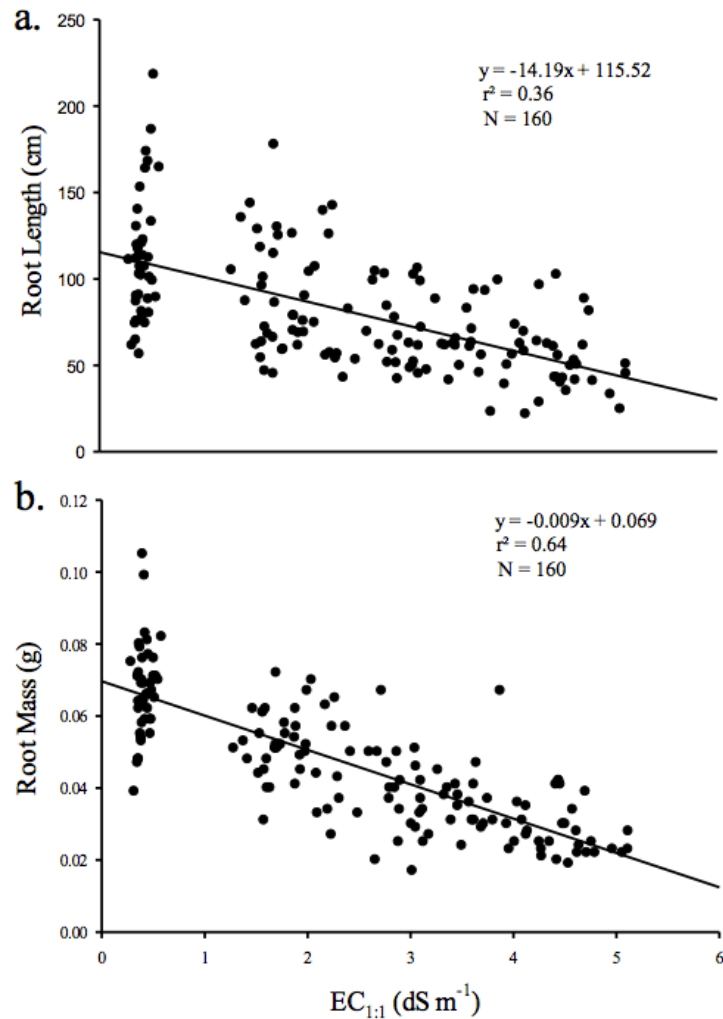 a.
250
200
150
100
50
0
Root Length (cm)
y = -14.19x + 115.52
r² = 0.36
N = 160
b.
0.12
0.10
0.08
0.06
0.04
0.02
0.00
Root Mass (g)
y = -0.009x + 0.069
r² = 0.64
N = 160
0 1 2 3 4 5 6
EC₁:₁ (dS m⁻¹)